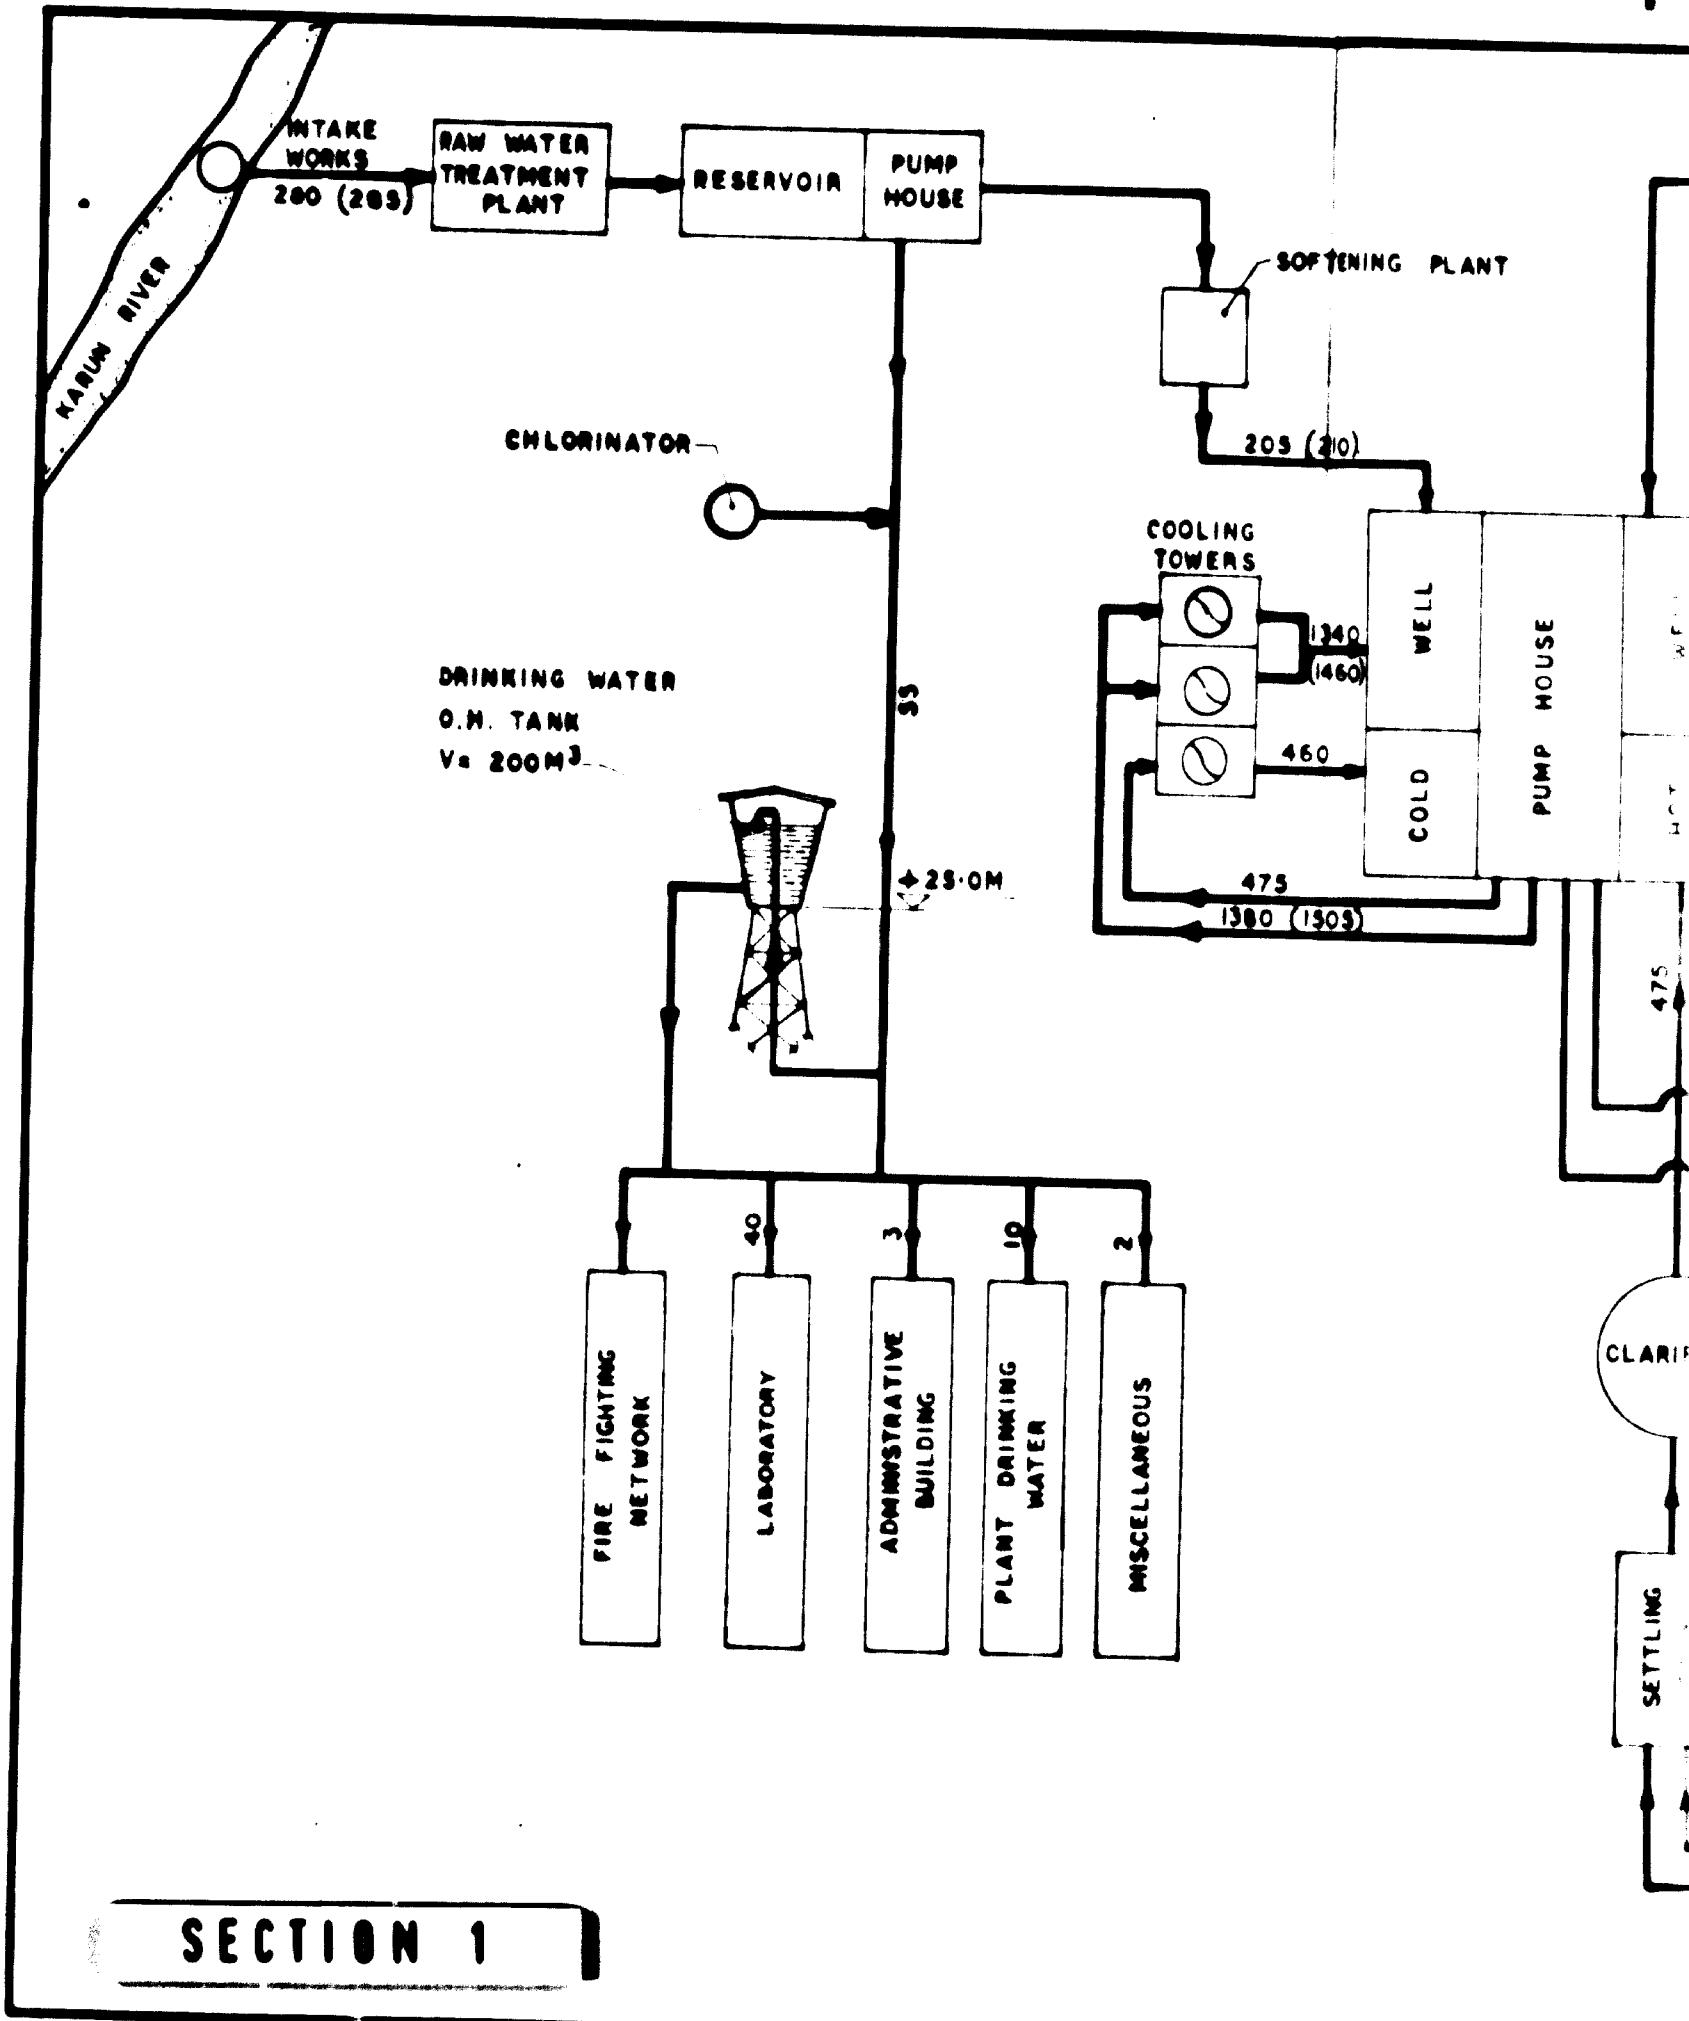 INTAKE
WORKS
280 (285)
RAW WATER
TREATMENT
PLANT
RESERVOIR
PUMP
HOUSE
KARUN RIVER
SOFTENING PLANT
205 (210)
CHLORINATOR
COOLING
TOWERS
1340
(1460)
460
WELL
COLD
PUMP HOUSE
HOT
475
1380 (1505)
475
55
DRINKING WATER
O.H. TANK
V= 200M³
+25.0M
40
3
10
2
FIRE FIGHTING
NETWORK
LABORATORY
ADMINISTRATIVE
BUILDING
PLANT DRINKING
WATER
MISCELLANEOUS
CLARIF
SETTLING
SECTION 1